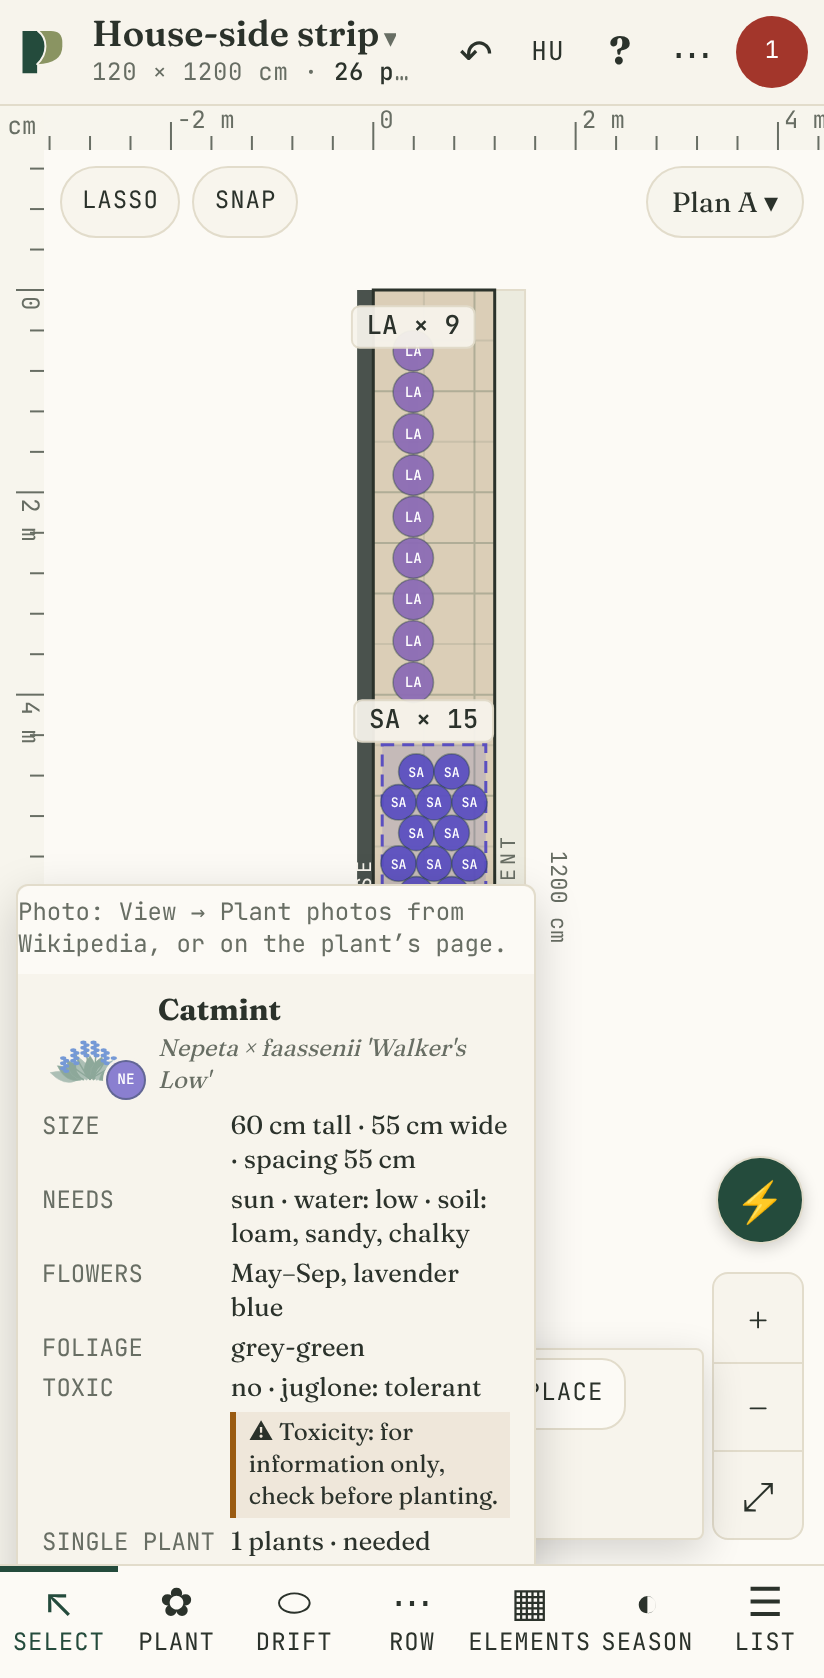 House-side strip ▾
120 × 1200 cm · 26 p…
↶ HU ? … 1
cm
-2 m 0 2 m 4 m
LASSO SNAP Plan A ▾
0
LA × 9
LA
LA
LA
LA
LA
LA
LA
LA
LA
2 m
4 m
SA × 15
SA SA
SA SA SA
SA SA
SA SA SA
1200 cm
Photo: View → Plant photos from
Wikipedia, or on the plant’s page.
Catmint
Nepeta × faassenii 'Walker's
Low'
NE
SIZE 60 cm tall · 55 cm wide
· spacing 55 cm
NEEDS sun · water: low · soil:
loam, sandy, chalky
FLOWERS May–Sep, lavender
blue
FOLIAGE grey-green
TOXIC no · juglone: tolerant
⚠ Toxicity: for
information only,
check before planting.
SINGLE PLANT 1 plants · needed
+
−
SELECT PLANT DRIFT ROW ELEMENTS SEASON LIST